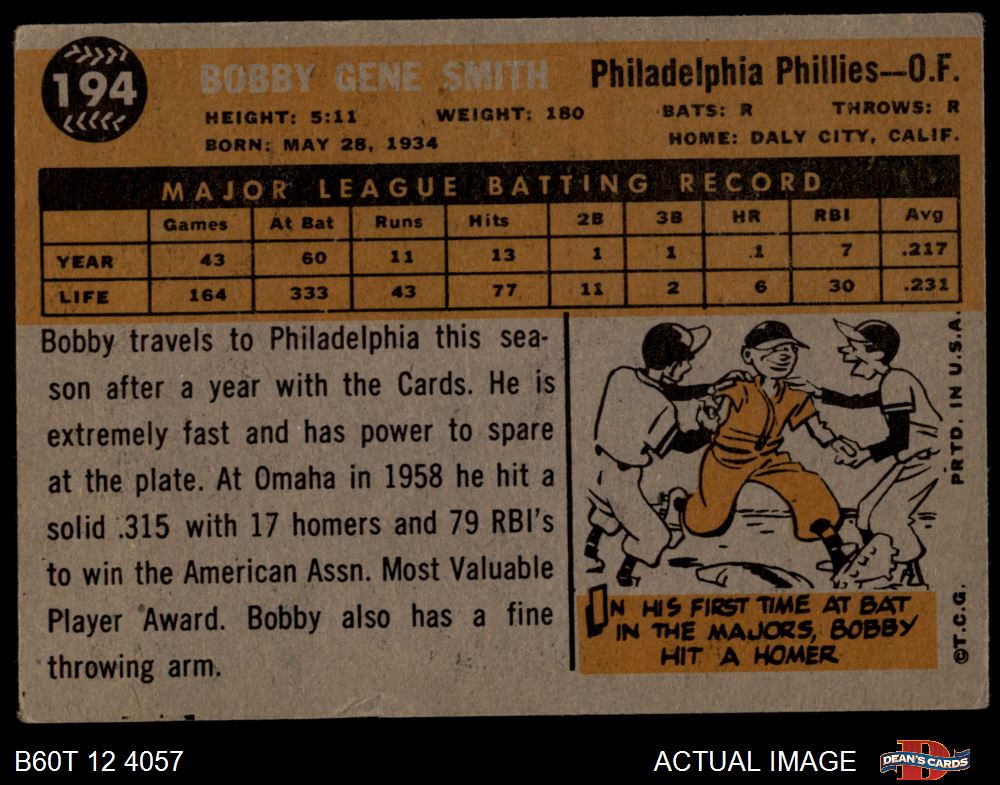 194
BOBBY GENE SMITH
Philadelphia Phillies—O.F.
HEIGHT: 5:11 WEIGHT: 180 BATS: R THROWS: R
BORN: MAY 28, 1934 HOME: DALY CITY, CALIF.
MAJOR LEAGUE BATTING RECORD
Games At Bat Runs Hits 2B 3B HR RBI Avg
YEAR 43 60 11 13 1 1 1 7 .217
LIFE 164 333 43 77 11 2 6 30 .231
Bobby travels to Philadelphia this sea-
son after a year with the Cards. He is
extremely fast and has power to spare
at the plate. At Omaha in 1958 he hit a
solid .315 with 17 homers and 79 RBI's
to win the American Assn. Most Valuable
Player Award. Bobby also has a fine
throwing arm.
IN HIS FIRST TIME AT BAT
IN THE MAJORS, BOBBY
HIT A HOMER
©T.C.G. PRTD. IN U.S.A.
B60T 12 4057
ACTUAL IMAGE
D
DEAN'S CARDS